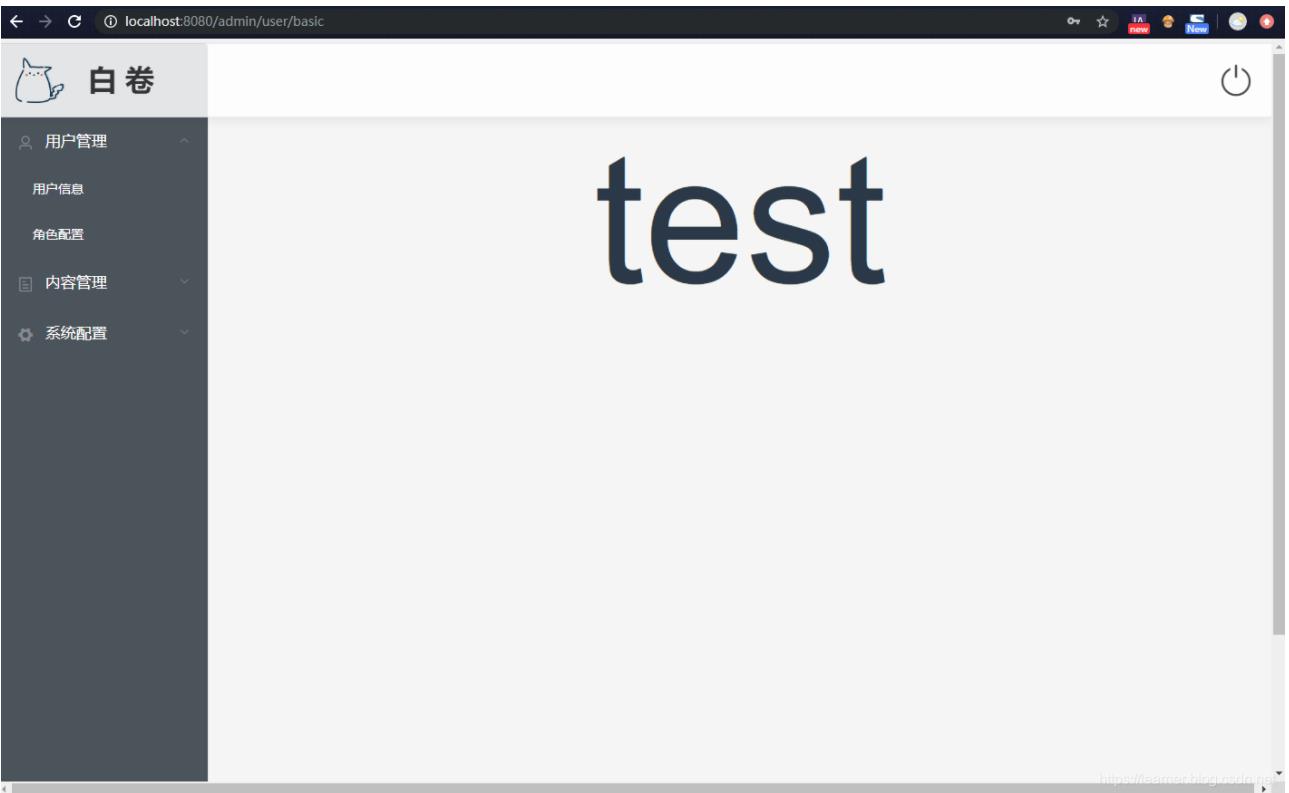 localhost:8080/admin/user/basic
new
New
白卷
用户管理
用户信息
角色配置
内容管理
系统配置
test
https://learner.blog.csdn.net